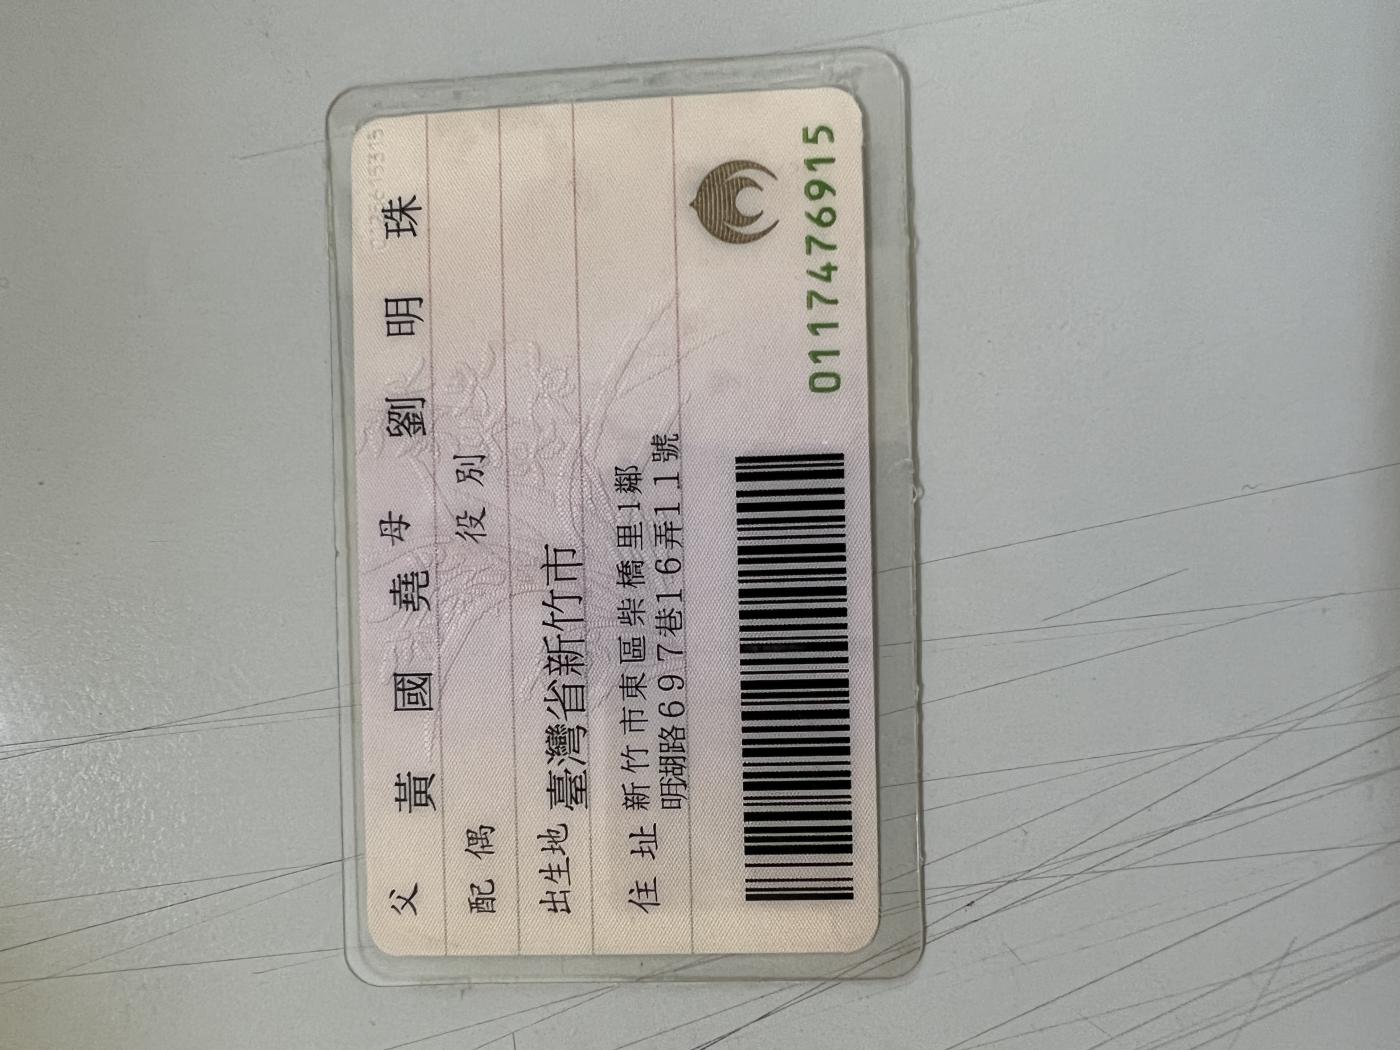 父 黃國堯 母 劉明珠
配偶 役別
出生地 臺灣省新竹市
住址 新竹市東區柴橋里1鄰
明湖路697巷16弄11號
0117476915